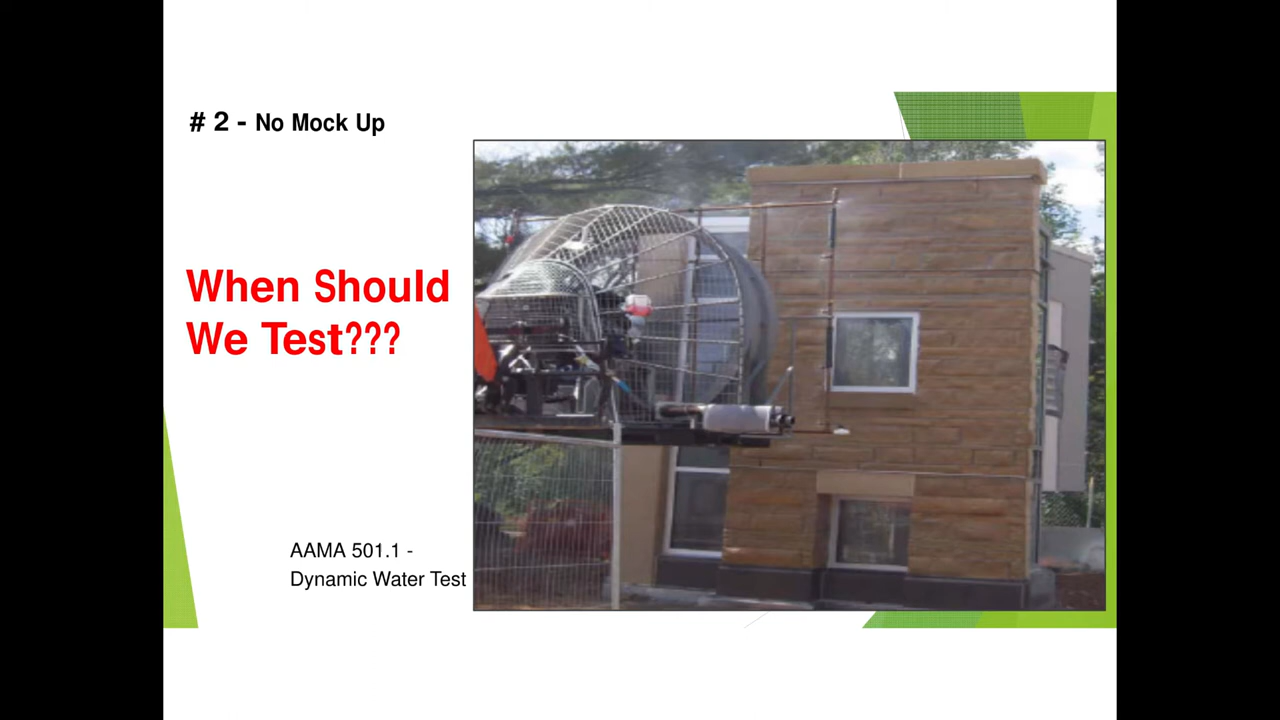 # 2 - No Mock Up
When Should
We Test???
AAMA 501.1 -
Dynamic Water Test